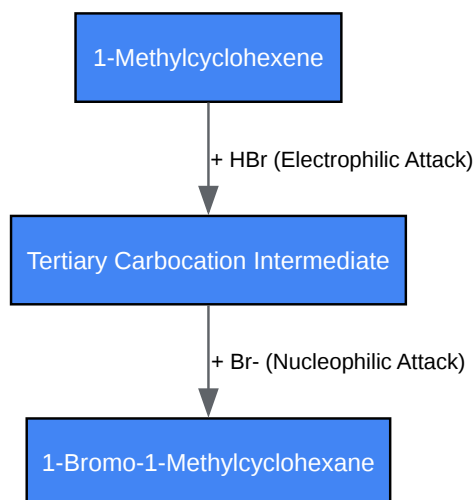 1-Methylcyclohexene
+ HBr (Electrophilic Attack)
Tertiary Carbocation Intermediate
+ Br- (Nucleophilic Attack)
1-Bromo-1-Methylcyclohexane